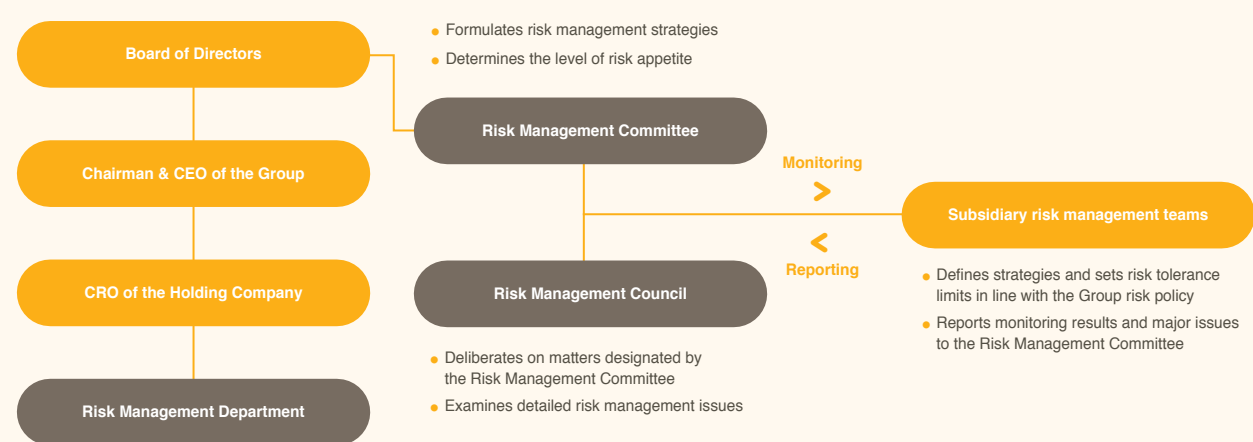 Board of Directors
Chairman & CEO of the Group
CRO of the Holding Company
Risk Management Department
Formulates risk management strategies
Determines the level of risk appetite
Risk Management Committee
Risk Management Council
Deliberates on matters designated by
the Risk Management Committee
Examines detailed risk management issues
Monitoring
Reporting
Subsidiary risk management teams
Defines strategies and sets risk tolerance
limits in line with the Group risk policy
Reports monitoring results and major issues
to the Risk Management Committee